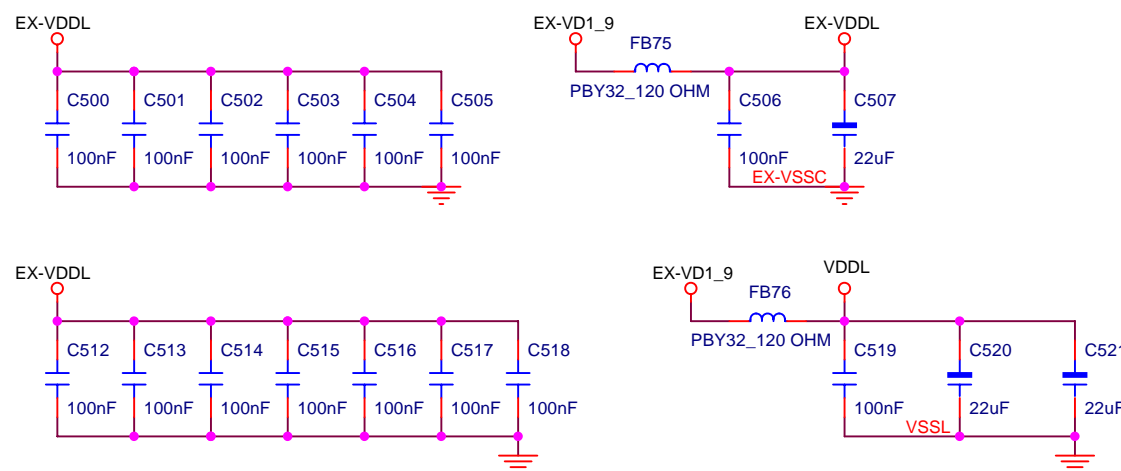 EX-VDDL
EX-VD1_9
EX-VDDL
FB75
PBY32_120 OHM
C500
C501
C502
C503
C504
C505
C506
C507
100nF
100nF
100nF
100nF
100nF
100nF
100nF
22uF
EX-VSSC
EX-VDDL
EX-VD1_9
VDDL
FB76
PBY32_120 OHM
C512
C513
C514
C515
C516
C517
C518
C519
C520
C521
100nF
100nF
100nF
100nF
100nF
100nF
100nF
100nF
22uF
22uF
VSSL